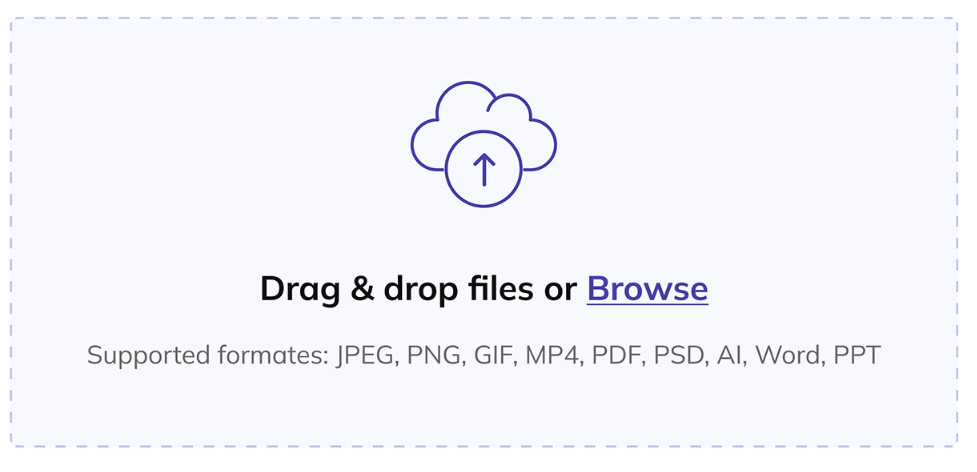 Drag & drop files or Browse
Supported formates: JPEG, PNG, GIF, MP4, PDF, PSD, AI, Word, PPT